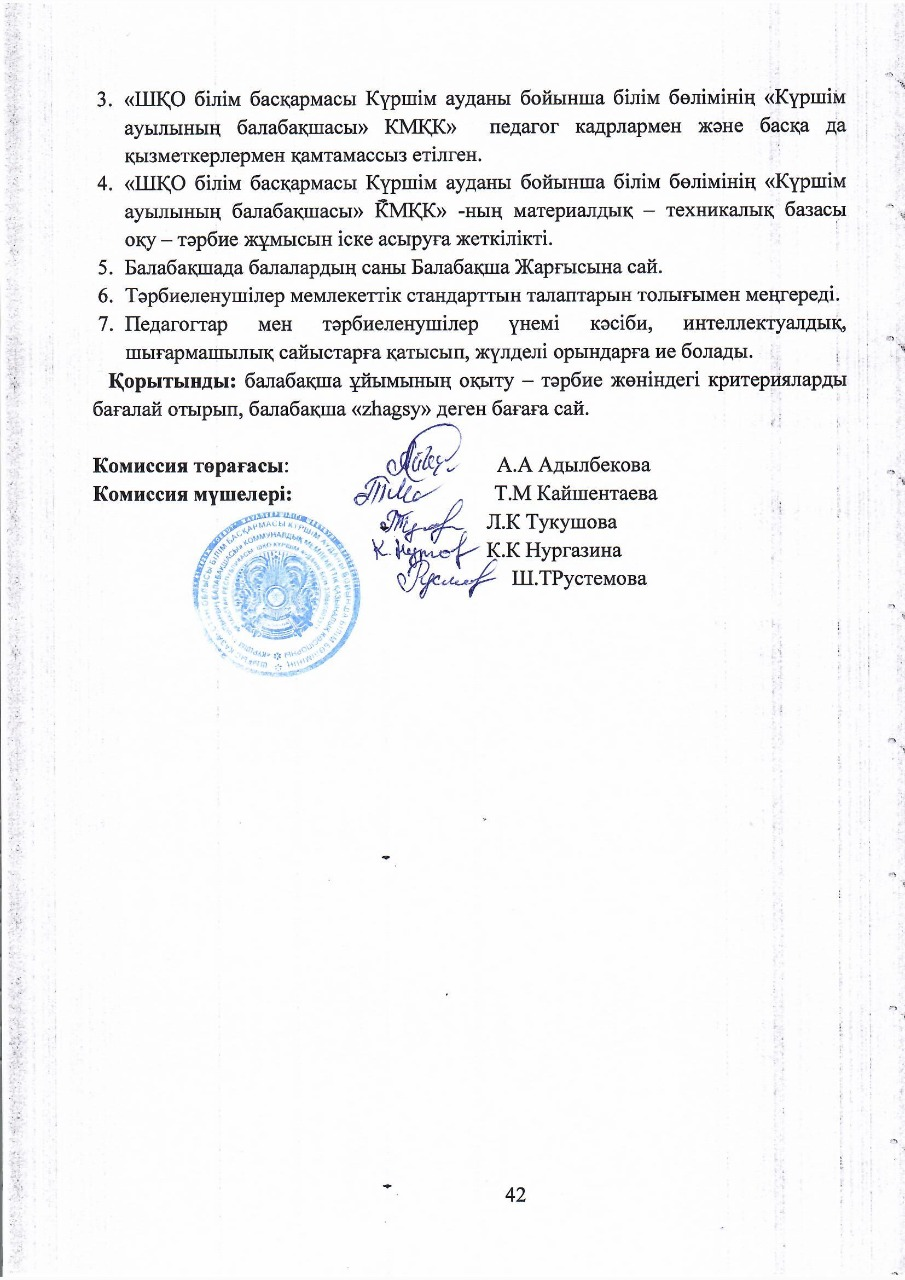 3. «ШҚО білім басқармасы Күршім ауданы бойынша білім бөлімінің «Күршім
ауылының балабақшасы» КМҚК» педагог кадрлармен және басқа да
қызметкерлермен қамтамассыз етілген.
4. «ШҚО білім басқармасы Күршім ауданы бойынша білім бөлімінің «Күршім
ауылының балабақшасы» КМҚК» -ның материалдық – техникалық базасы
оқу – тәрбие жұмысын іске асыруға жеткілікті.
5. Балабақшада балалардың саны Балабақша Жарғысына сай.
6. Тәрбиеленушілер мемлекеттік стандарттын талаптарын толығымен меңгереді.
7. Педагогтар мен тәрбиеленушілер үнемі кәсіби, интеллектуалдық,
шығармашылық сайыстарға қатысып, жүлделі орындарға ие болады.
Қорытынды: балабақша ұйымының оқыту – тәрбие жөніндегі критерияларды
бағалай отырып, балабақша «zhagsy» деген бағаға сай.
Комиссия төрағасы: А.А Адылбекова
Комиссия мүшелері: Т.М Кайшентаева
Л.К Тукушова
К.К Нургазина
Ш.ТРустемова
42